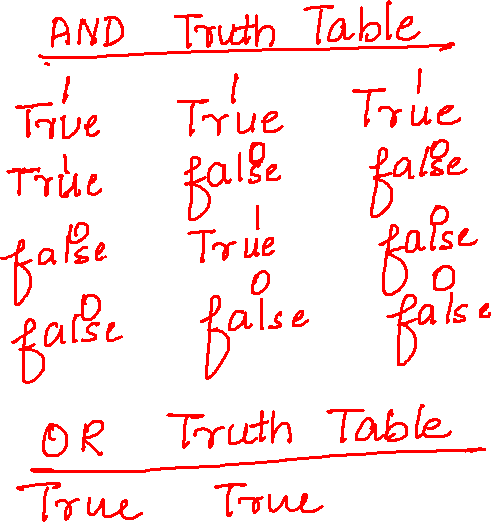 AND Truth Table
1 1 1
True True True
1 0 0
True false false
0 1 0
false True false
0 0 0
false false false
OR Truth Table
True True